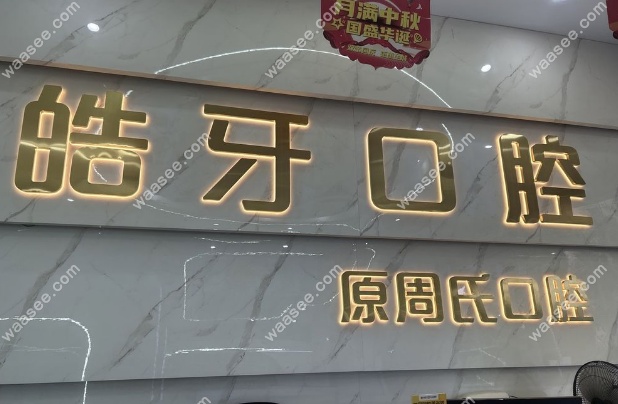 月满中秋
国盛华诞
皓牙口腔
原周氏口腔
waasee.com